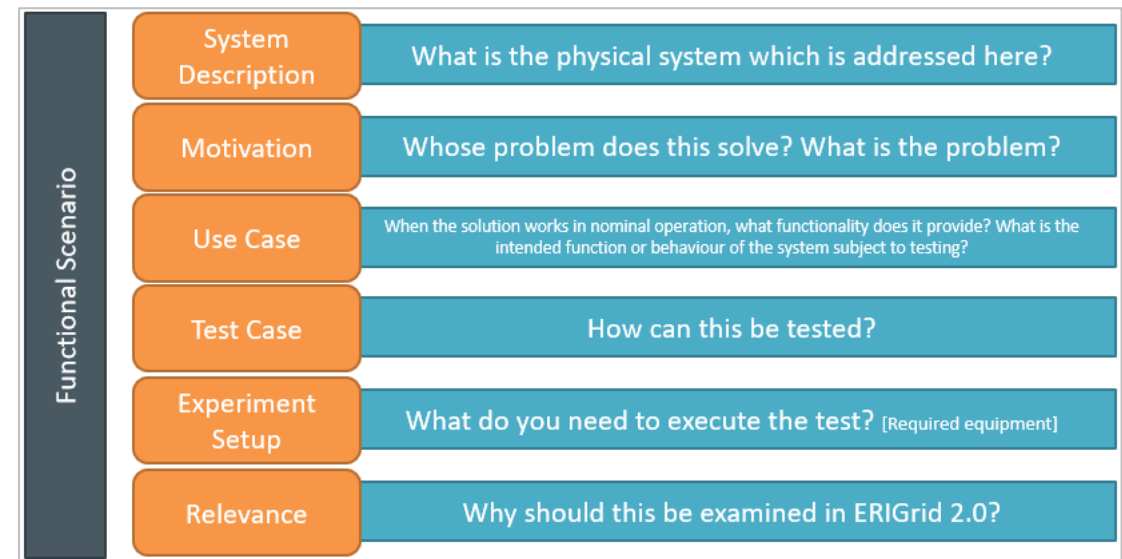 Functional Scenario
System
Description
What is the physical system which is addressed here?
Motivation
Whose problem does this solve? What is the problem?
Use Case
When the solution works in nominal operation, what functionality does it provide? What is the
intended function or behaviour of the system subject to testing?
Test Case
How can this be tested?
Experiment
Setup
What do you need to execute the test? [Required equipment]
Relevance
Why should this be examined in ERIGrid 2.0?